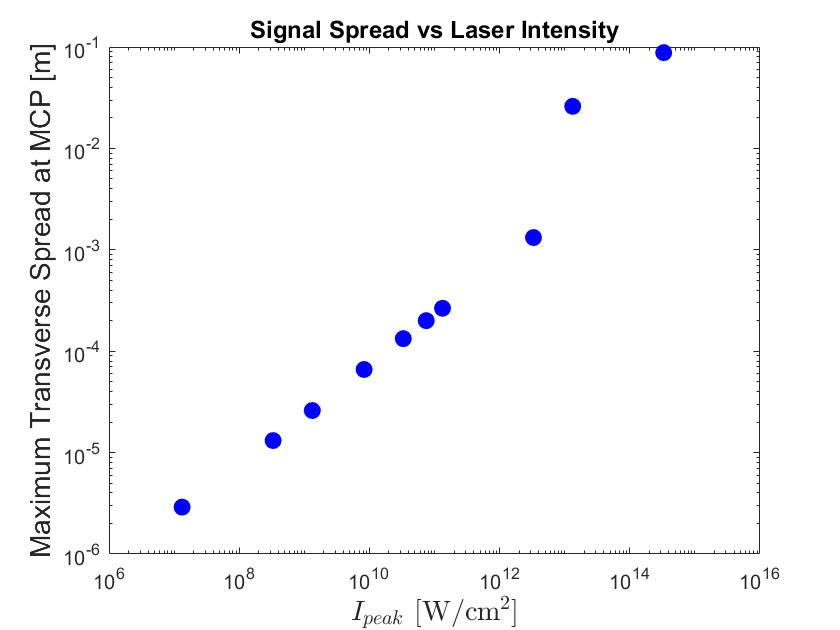 Signal Spread vs Laser Intensity
Maximum Transverse Spread at MCP [m]
10^-1
10^-2
10^-3
10^-4
10^-5
10^-6
10^6 10^8 10^10 10^12 10^14 10^16
I_peak [W/cm^2]